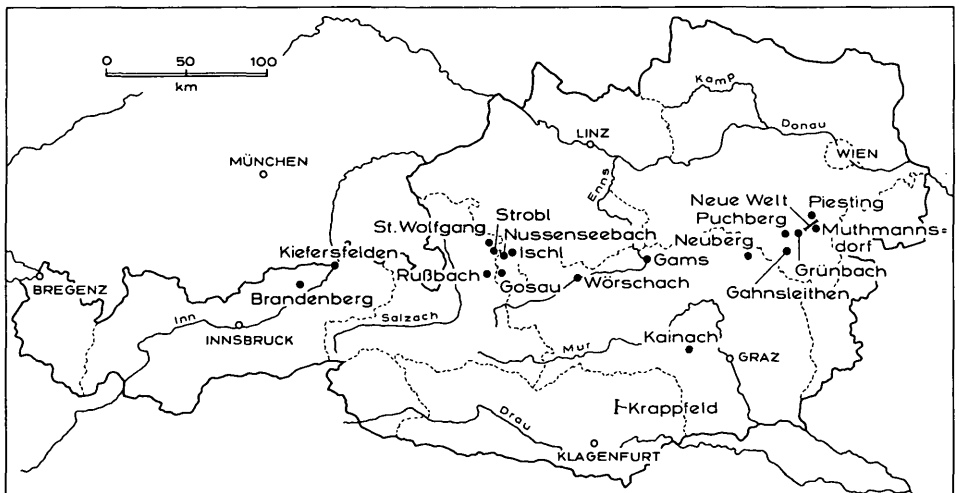 0 50 100
km
Kamp
Donau
LINZ
WIEN
MÜNCHEN
Enns
Neue Welt
Piesting
Strobl
Puchberg
St. Wolfgang
Nussenseebach
Muthmanns=
dorf
Neuberg
Kiefersfelden
Ischl
Gams
Grünbach
Rußbach
Gosau
Wörschach
Gahnsleithen
BREGENZ
Brandenberg
Inn
Salzach
INNSBRUCK
Mur
Kainach
GRAZ
Krappfeld
Drau
KLAGENFURT